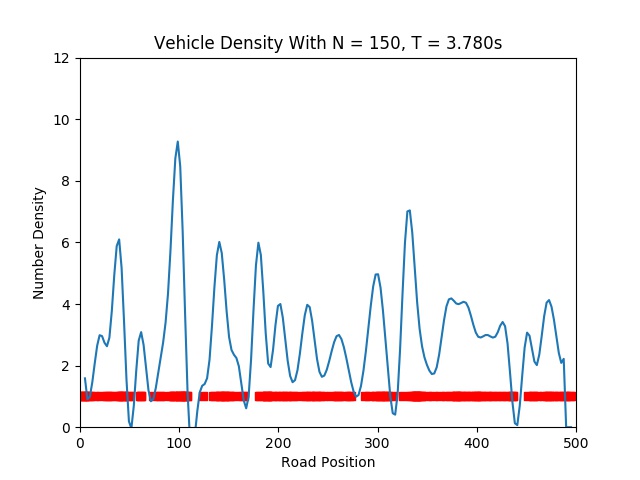 Vehicle Density With N = 150, T = 3.780s
12
10
8
6
4
2
0
Number Density
0 100 200 300 400 500
Road Position